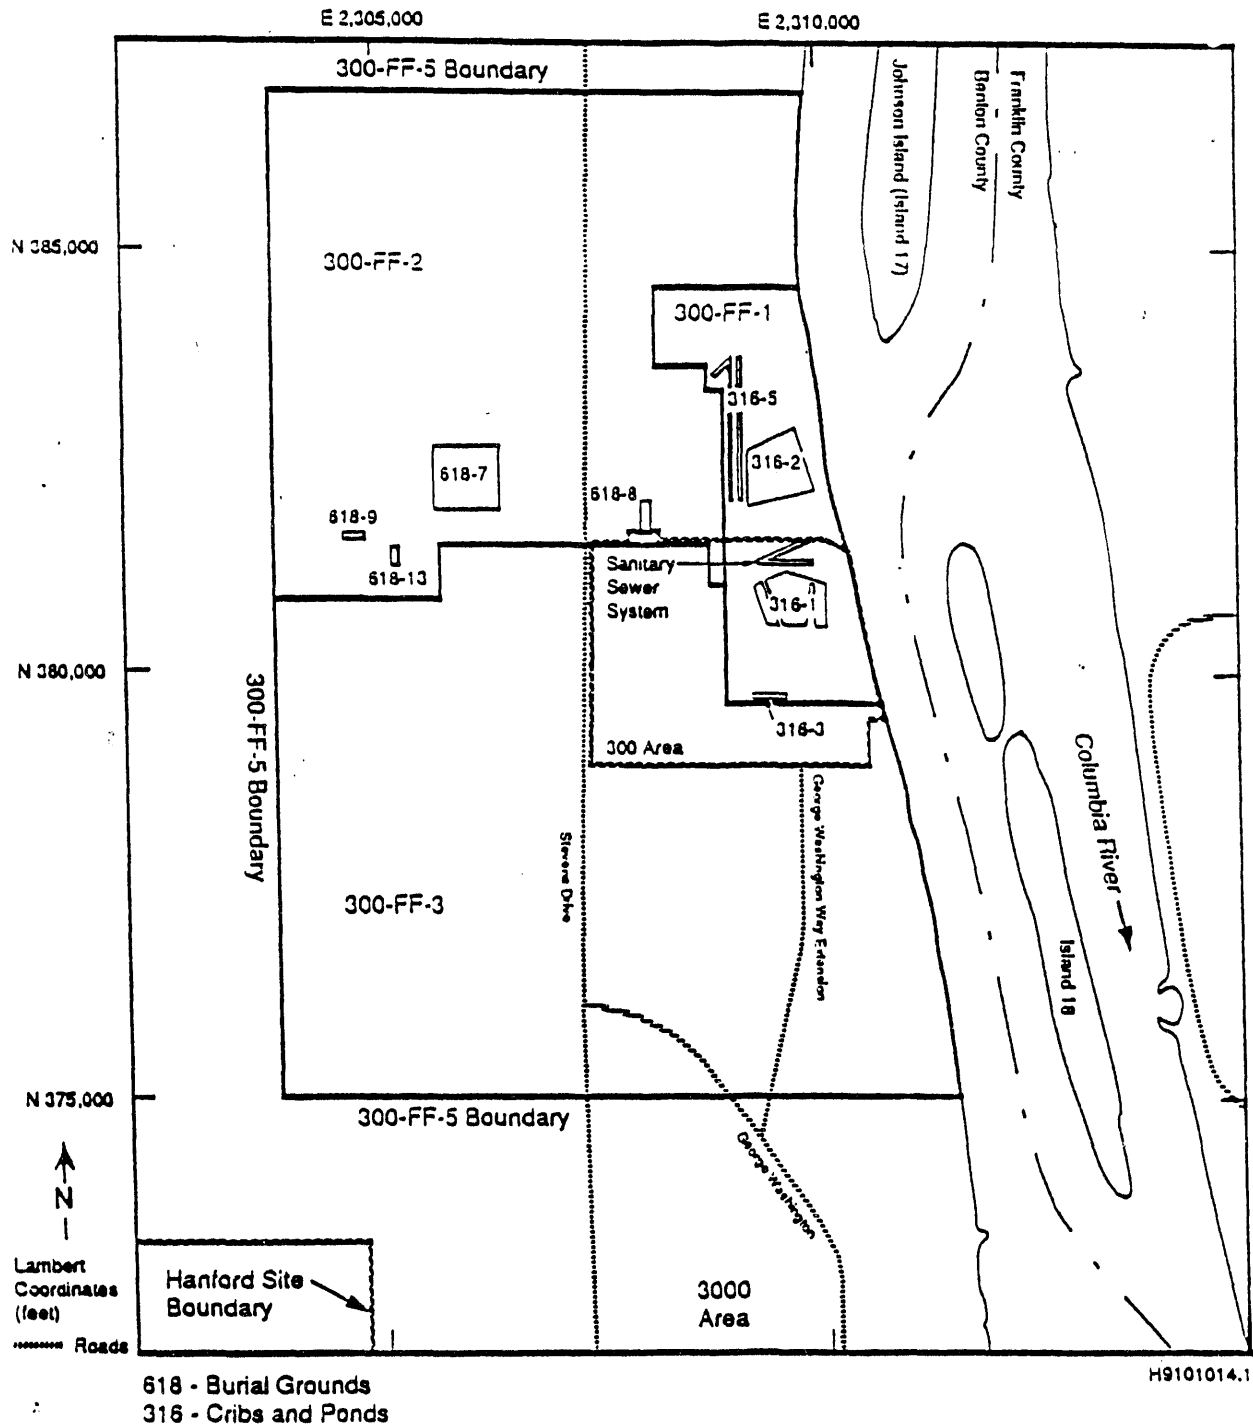 E 2,305,000
E 2,310,000
300-FF-5 Boundary
Johnson Island (Island 17)
Franklin County
Benton County
N 385,000
300-FF-2
300-FF-1
316-5
316-2
618-7
618-8
618-9
618-13
Sanitary
Sewer
System
316-1
N 380,000
300-FF-5 Boundary
316-3
300 Area
Columbia River
Stevens Drive
George Washington Way Extension
300-FF-3
Island 18
N 375,000
300-FF-5 Boundary
George Washington
N
Lambert
Coordinates
(feet)
Roads
Hanford Site
Boundary
3000
Area
H9101014.1
618 - Burial Grounds
316 - Cribs and Ponds